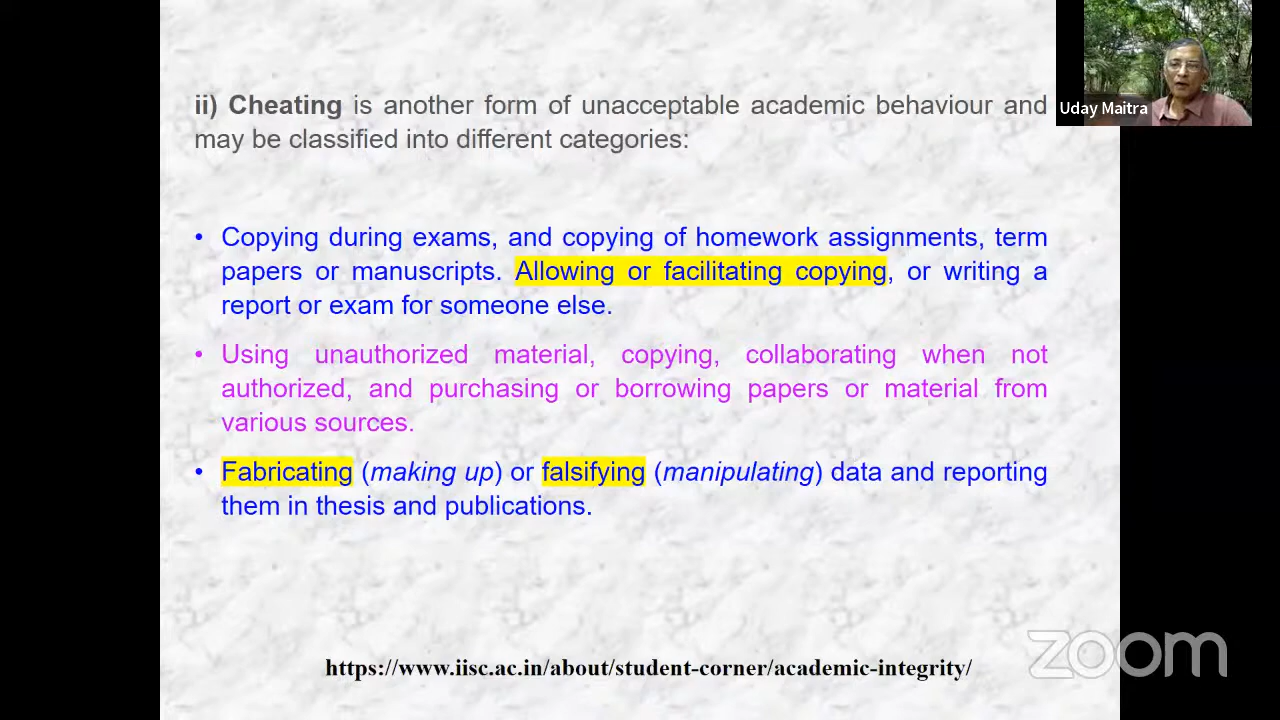 Uday Maitra
ii) Cheating is another form of unacceptable academic behaviour and
may be classified into different categories:
• Copying during exams, and copying of homework assignments, term
papers or manuscripts. Allowing or facilitating copying, or writing a
report or exam for someone else.
• Using unauthorized material, copying, collaborating when not
authorized, and purchasing or borrowing papers or material from
various sources.
• Fabricating (making up) or falsifying (manipulating) data and reporting
them in thesis and publications.
https://www.iisc.ac.in/about/student-corner/academic-integrity/
zoom